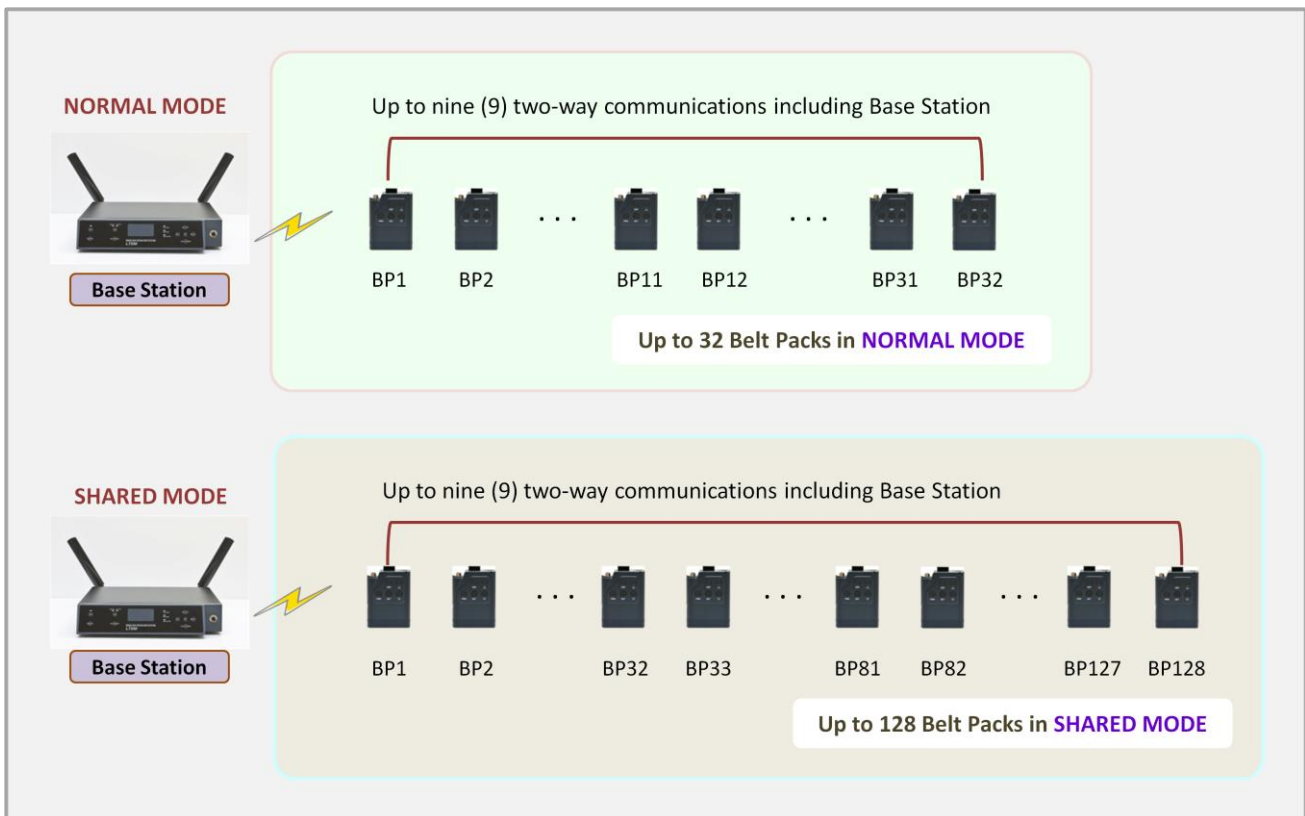 NORMAL MODE
Up to nine (9) two-way communications including Base Station
Base Station
BP1 BP2 BP11 BP12 BP31 BP32
Up to 32 Belt Packs in NORMAL MODE
SHARED MODE
Up to nine (9) two-way communications including Base Station
Base Station
BP1 BP2 BP32 BP33 BP81 BP82 BP127 BP128
Up to 128 Belt Packs in SHARED MODE